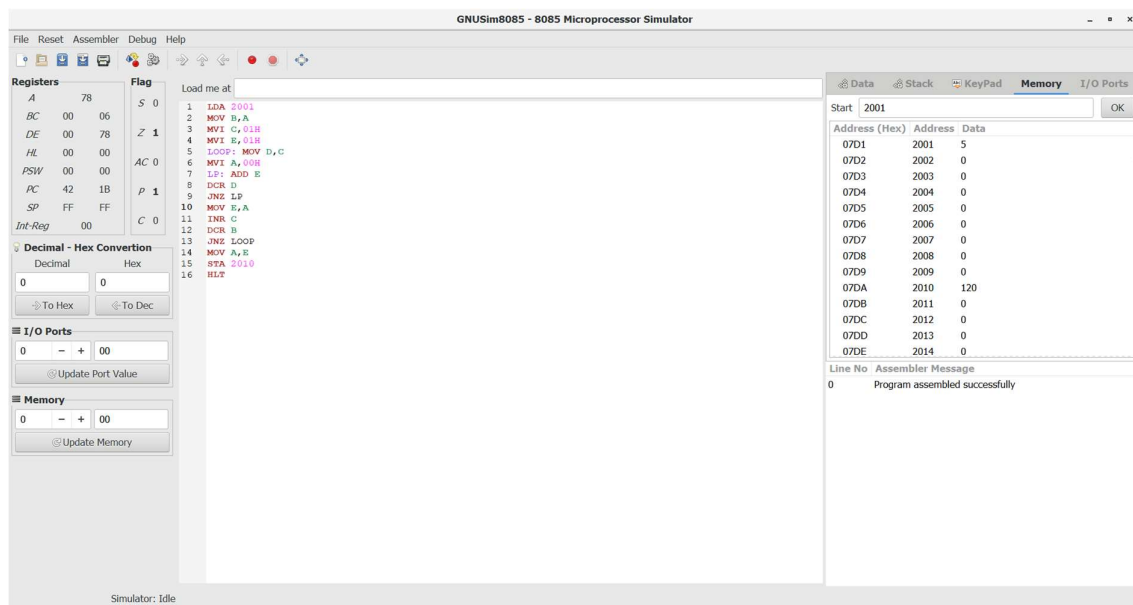 GNUSim8085 - 8085 Microprocessor Simulator
File Reset Assembler Debug Help
Registers
A 78
BC 00 06
DE 00 78
HL 00 00
PSW 00 00
PC 42 1B
SP FF FF
Int-Reg 00
Flag
S 0
Z 1
AC 0
P 1
C 0
Decimal - Hex Convertion
Decimal Hex
0 0
To Hex To Dec
I/O Ports
0 - + 00
Update Port Value
Memory
0 - + 00
Update Memory
Load me at
1 LDA 2001
2 MOV B,A
3 MVI C,01H
4 MVI E,01H
5 LOOP: MOV D,C
6 MVI A,00H
7 LP: ADD E
8 DCR D
9 JNZ LP
10 MOV E,A
11 INR C
12 DCR B
13 JNZ LOOP
14 MOV A,E
15 STA 2010
16 HLT
Data Stack KeyPad Memory I/O Ports
Start 2001 OK
Address (Hex) Address Data
07D1 2001 5
07D2 2002 0
07D3 2003 0
07D4 2004 0
07D5 2005 0
07D6 2006 0
07D7 2007 0
07D8 2008 0
07D9 2009 0
07DA 2010 120
07DB 2011 0
07DC 2012 0
07DD 2013 0
07DE 2014 0
Line No Assembler Message
0 Program assembled successfully
Simulator: Idle